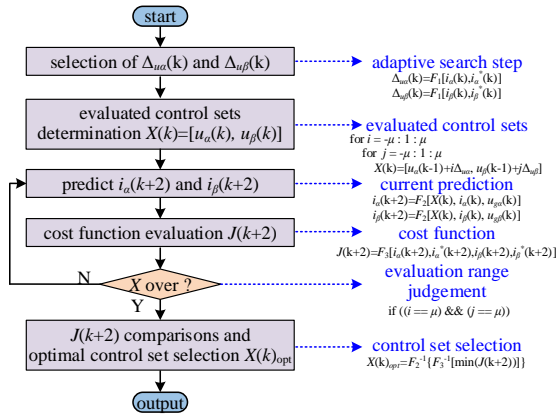 start
selection of Δuα(k) and Δuβ(k)
adaptive search step
Δuα(k)=F1[iα(k),iα*(k)]
Δuβ(k)=F1[iβ(k),iβ*(k)]
evaluated control sets
determination X(k)=[uα(k), uβ(k)]
evaluated control sets
for i = -μ : 1 : μ
for j = -μ : 1 : μ
X(k)=[uα(k-1)+iΔuα, uβ(k-1)+jΔuβ]
predict iα(k+2) and iβ(k+2)
current prediction
iα(k+2)=F2[X(k), iα(k), ugα(k)]
iβ(k+2)=F2[X(k), iβ(k), ugβ(k)]
cost function evaluation J(k+2)
cost function
J(k+2)=F3[iα(k+2),iα*(k+2),iβ(k+2),iβ*(k+2)]
N
X over ?
Y
evaluation range
judgement
if ((i == μ) && (j == μ))
J(k+2) comparisons and
optimal control set selection X(k)opt
control set selection
X(k)opt=F2-1{F3-1[min(J(k+2))]}
output